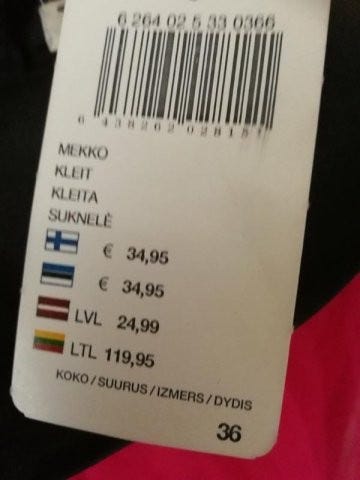 6 264 02 5 33 0366
6 438262 028151
MEKKO
KLEIT
KLEITA
SUKNELĖ
€ 34,95
€ 34,95
LVL 24,99
LTL 119,95
KOKO / SUURUS / IZMERS / DYDIS
36